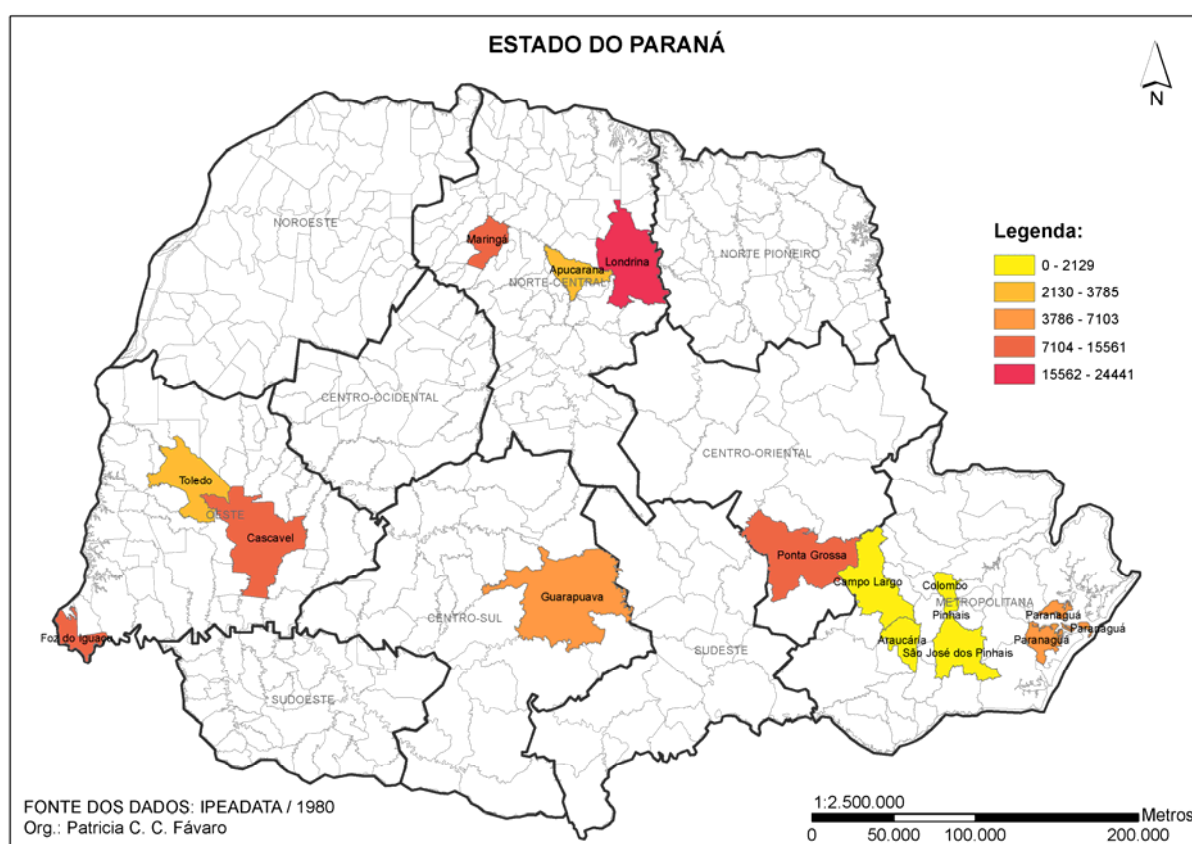 ESTADO DO PARANÁ
N
NOROESTE
Maringá
Apucarana
Londrina
NORTE-CENTRAL
NORTE PIONEIRO
Legenda:
0 - 2129
2130 - 3785
3786 - 7103
7104 - 15561
15562 - 24441
CENTRO-OCIDENTAL
CENTRO-ORIENTAL
Toledo
OESTE
Cascavel
Ponta Grossa
Campo Largo
Colombo
METROPOLITANA
Pinhais
Guarapuava
CENTRO-SUL
Paranaguá
Paranaguá
Paranaguá
Foz do Iguaçu
Araucária
São José dos Pinhais
SUDESTE
SUDOESTE
FONTE DOS DADOS: IPEADATA / 1980
Org.: Patricia C. C. Fávaro
1:2.500.000
Metros
0 50.000 100.000 200.000